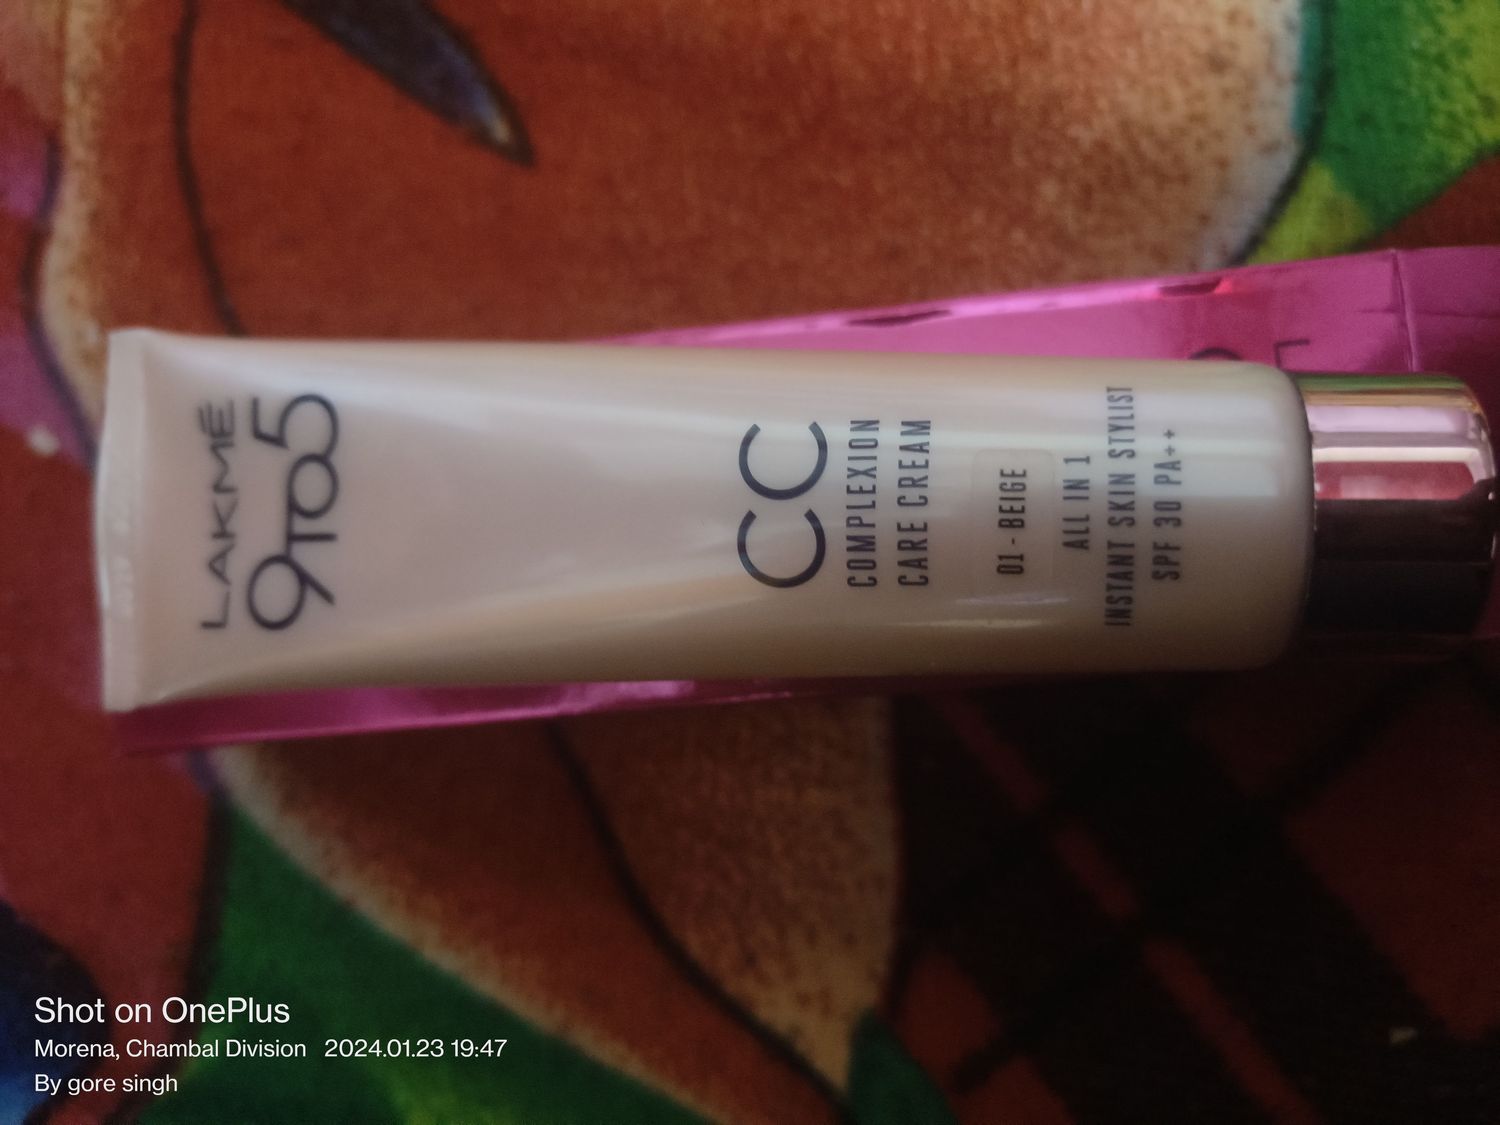 LAKMÉ
9TO5
CC
COMPLEXION
CARE CREAM
01 - BEIGE
ALL IN 1
INSTANT SKIN STYLIST
SPF 30 PA++
Shot on OnePlus
Morena, Chambal Division 2024.01.23 19:47
By gore singh